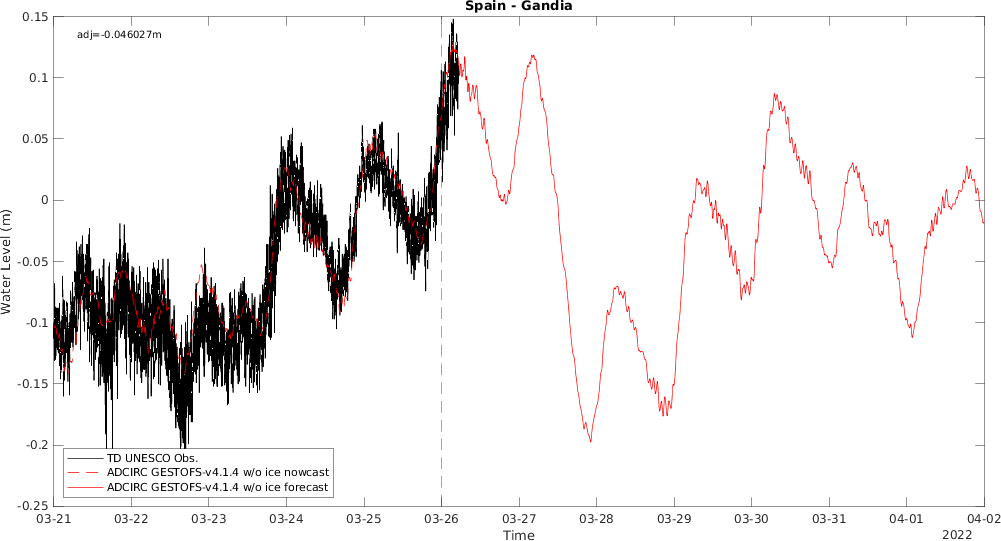 Spain - Gandia
adj=-0.046027m
0.15
0.1
0.05
0
-0.05
-0.1
-0.15
-0.2
-0.25
Water Level (m)
TD UNESCO Obs.
ADCIRC GESTOFS-v4.1.4 w/o ice nowcast
ADCIRC GESTOFS-v4.1.4 w/o ice forecast
03-21 03-22 03-23 03-24 03-25 03-26 03-27 03-28 03-29 03-30 03-31 04-01 04-02
Time
2022